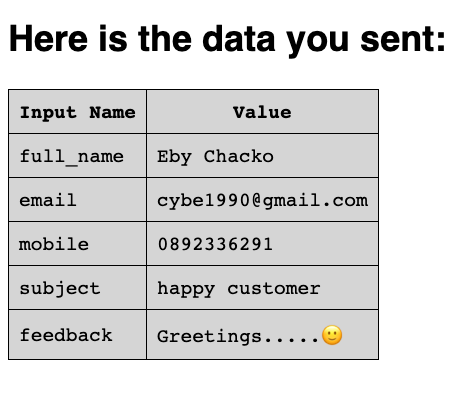 Here is the data you sent:
Input Name Value
full_name Eby Chacko
email cybe1990@gmail.com
mobile 0892336291
subject happy customer
feedback Greetings.....🙂